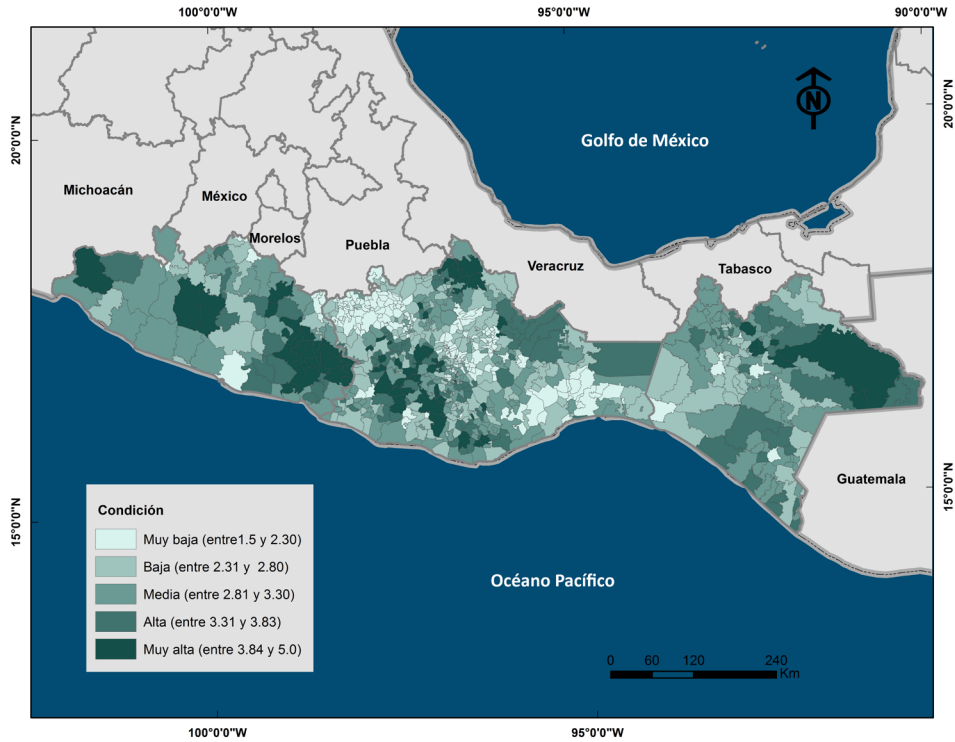 100°0'0"W
95°0'0"W
90°0'0"W
20°0'0"N
20°0'0"N
N
Golfo de México
Michoacán
México
Morelos
Puebla
Veracruz
Tabasco
Guatemala
15°0'0"N
15°0'0"N
Condición
Muy baja (entre1.5 y 2.30)
Baja (entre 2.31 y 2.80)
Media (entre 2.81 y 3.30)
Alta (entre 3.31 y 3.83)
Muy alta (entre 3.84 y 5.0)
Océano Pacífico
0 60 120 240
Km
100°0'0"W
95°0'0"W
90°0'0"W